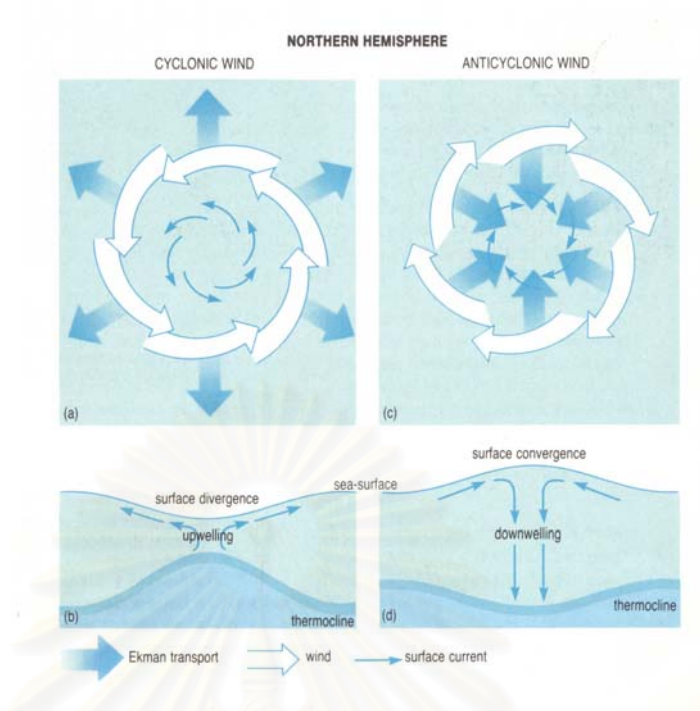 NORTHERN HEMISPHERE
CYCLONIC WIND
ANTICYCLONIC WIND
(a)
(c)
surface divergence
sea-surface
surface convergence
upwelling
downwelling
(b)
thermocline
(d)
thermocline
Ekman transport
wind
surface current